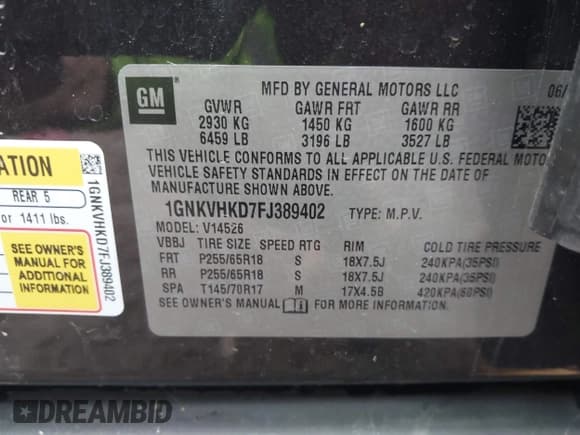 GM
MFD BY GENERAL MOTORS LLC 06/
GVWR GAWR FRT GAWR RR
2930 KG 1450 KG 1600 KG
6459 LB 3196 LB 3527 LB
THIS VEHICLE CONFORMS TO ALL APPLICABLE U.S. FEDERAL MOTOR
VEHICLE SAFETY STANDARDS IN EFFECT ON THE DATE OF
MANUFACTURE SHOWN ABOVE.
1GNKVHKD7FJ389402 TYPE: M.P.V.
MODEL: V14526
VBBJ TIRE SIZE SPEED RTG RIM COLD TIRE PRESSURE
FRT P255/65R18 S 18X7.5J 240KPA(35PSI)
RR P255/65R18 S 18X7.5J 240KPA(35PSI)
SPA T145/70R17 M 17X4.5B 420KPA(60PSI)
SEE OWNER'S MANUAL FOR MORE INFORMATION.
ATION
REAR 5
or 1411 lbs.
SEE OWNER'S
MANUAL FOR
ADDITIONAL
INFORMATION
1GNKVHKD7FJ389402
DREAMBID